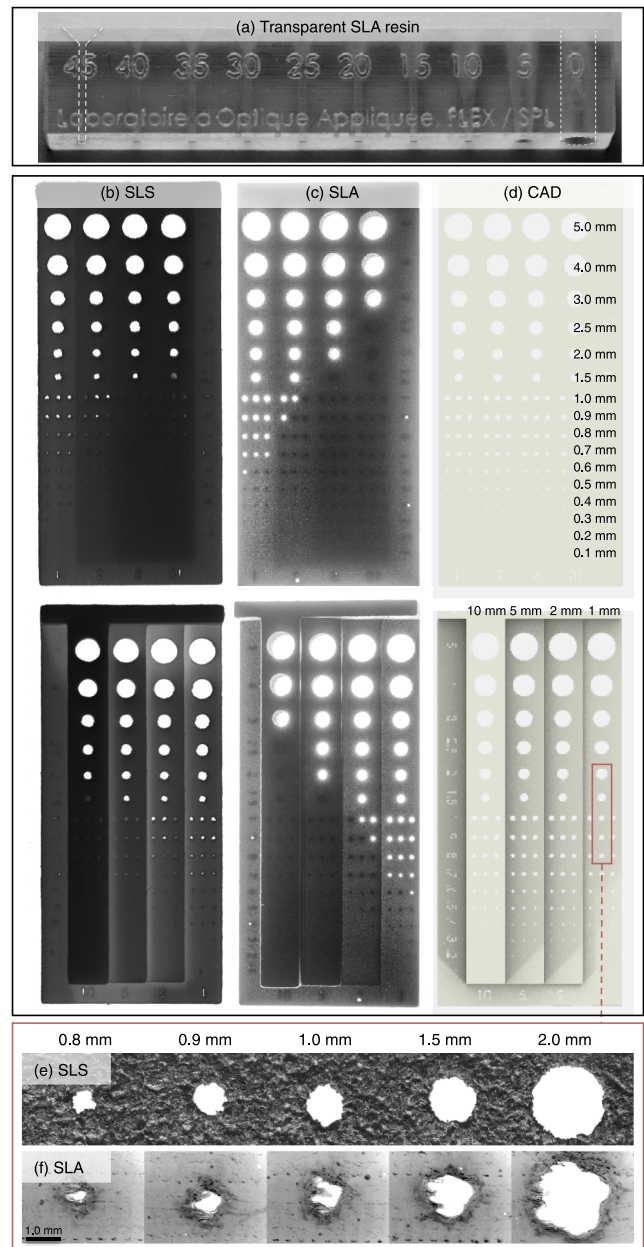 (a) Transparent SLA resin
45 40 35 30 25 20 15 10 5 0
Laboratoire d'Optique Appliquée, FLEX / SPL
(b) SLS
(c) SLA
(d) CAD
5.0 mm
4.0 mm
3.0 mm
2.5 mm
2.0 mm
1.5 mm
1.0 mm
0.9 mm
0.8 mm
0.7 mm
0.6 mm
0.5 mm
0.4 mm
0.3 mm
0.2 mm
0.1 mm
10 mm 5 mm 2 mm 1 mm
0.8 mm 0.9 mm 1.0 mm 1.5 mm 2.0 mm
(e) SLS
(f) SLA
1.0 mm